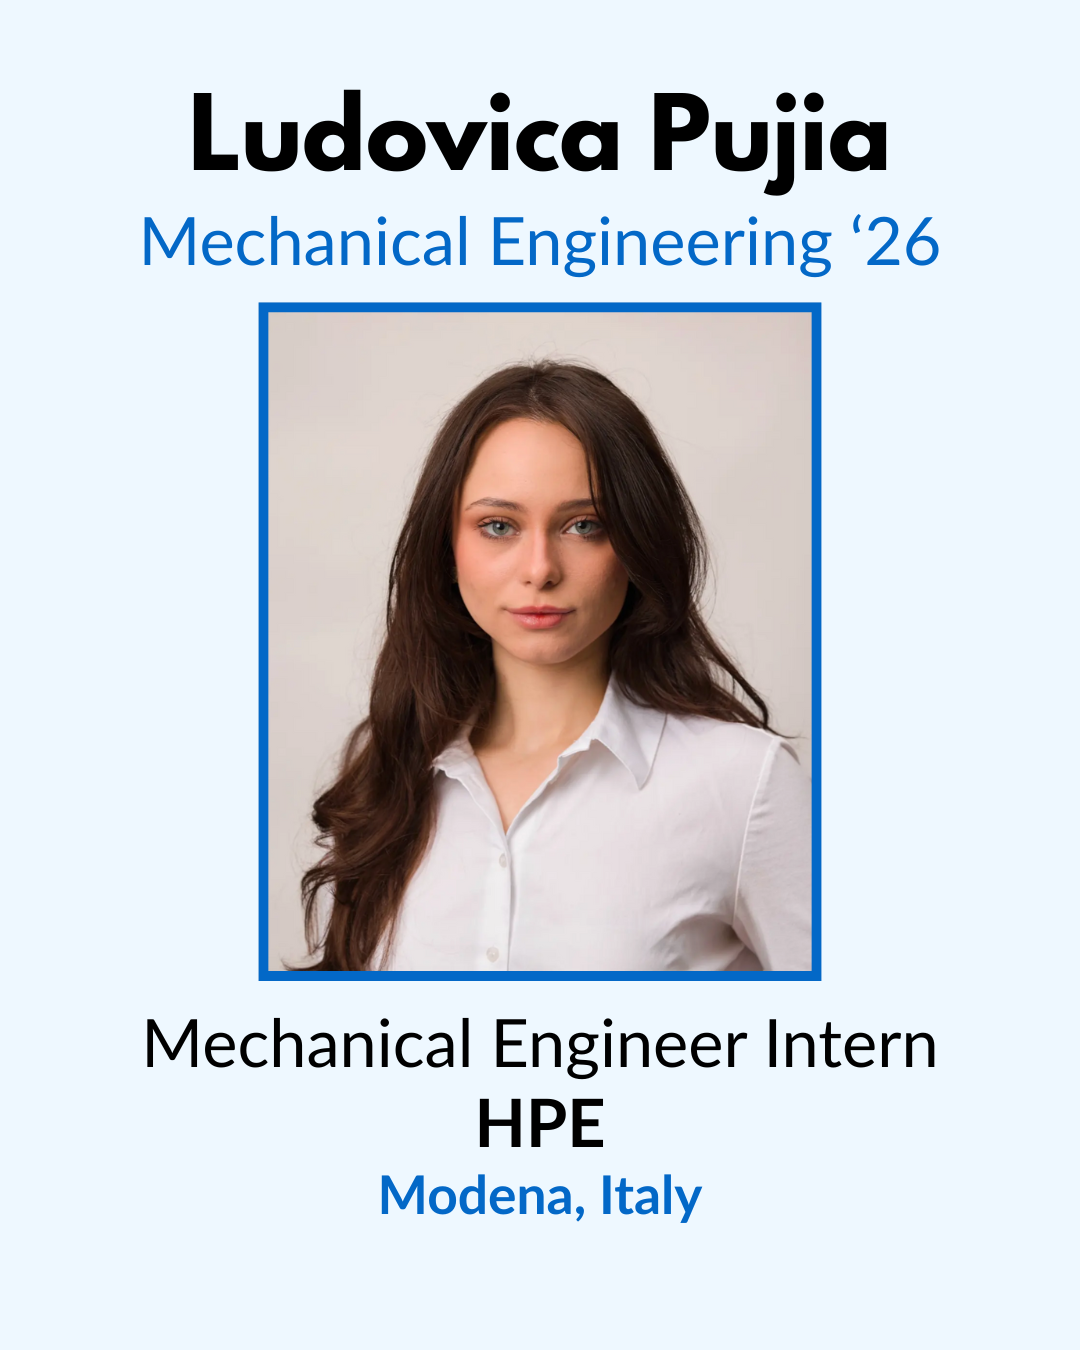 Ludovica Pujia
Mechanical Engineering ‘26
Mechanical Engineer Intern
HPE
Modena, Italy